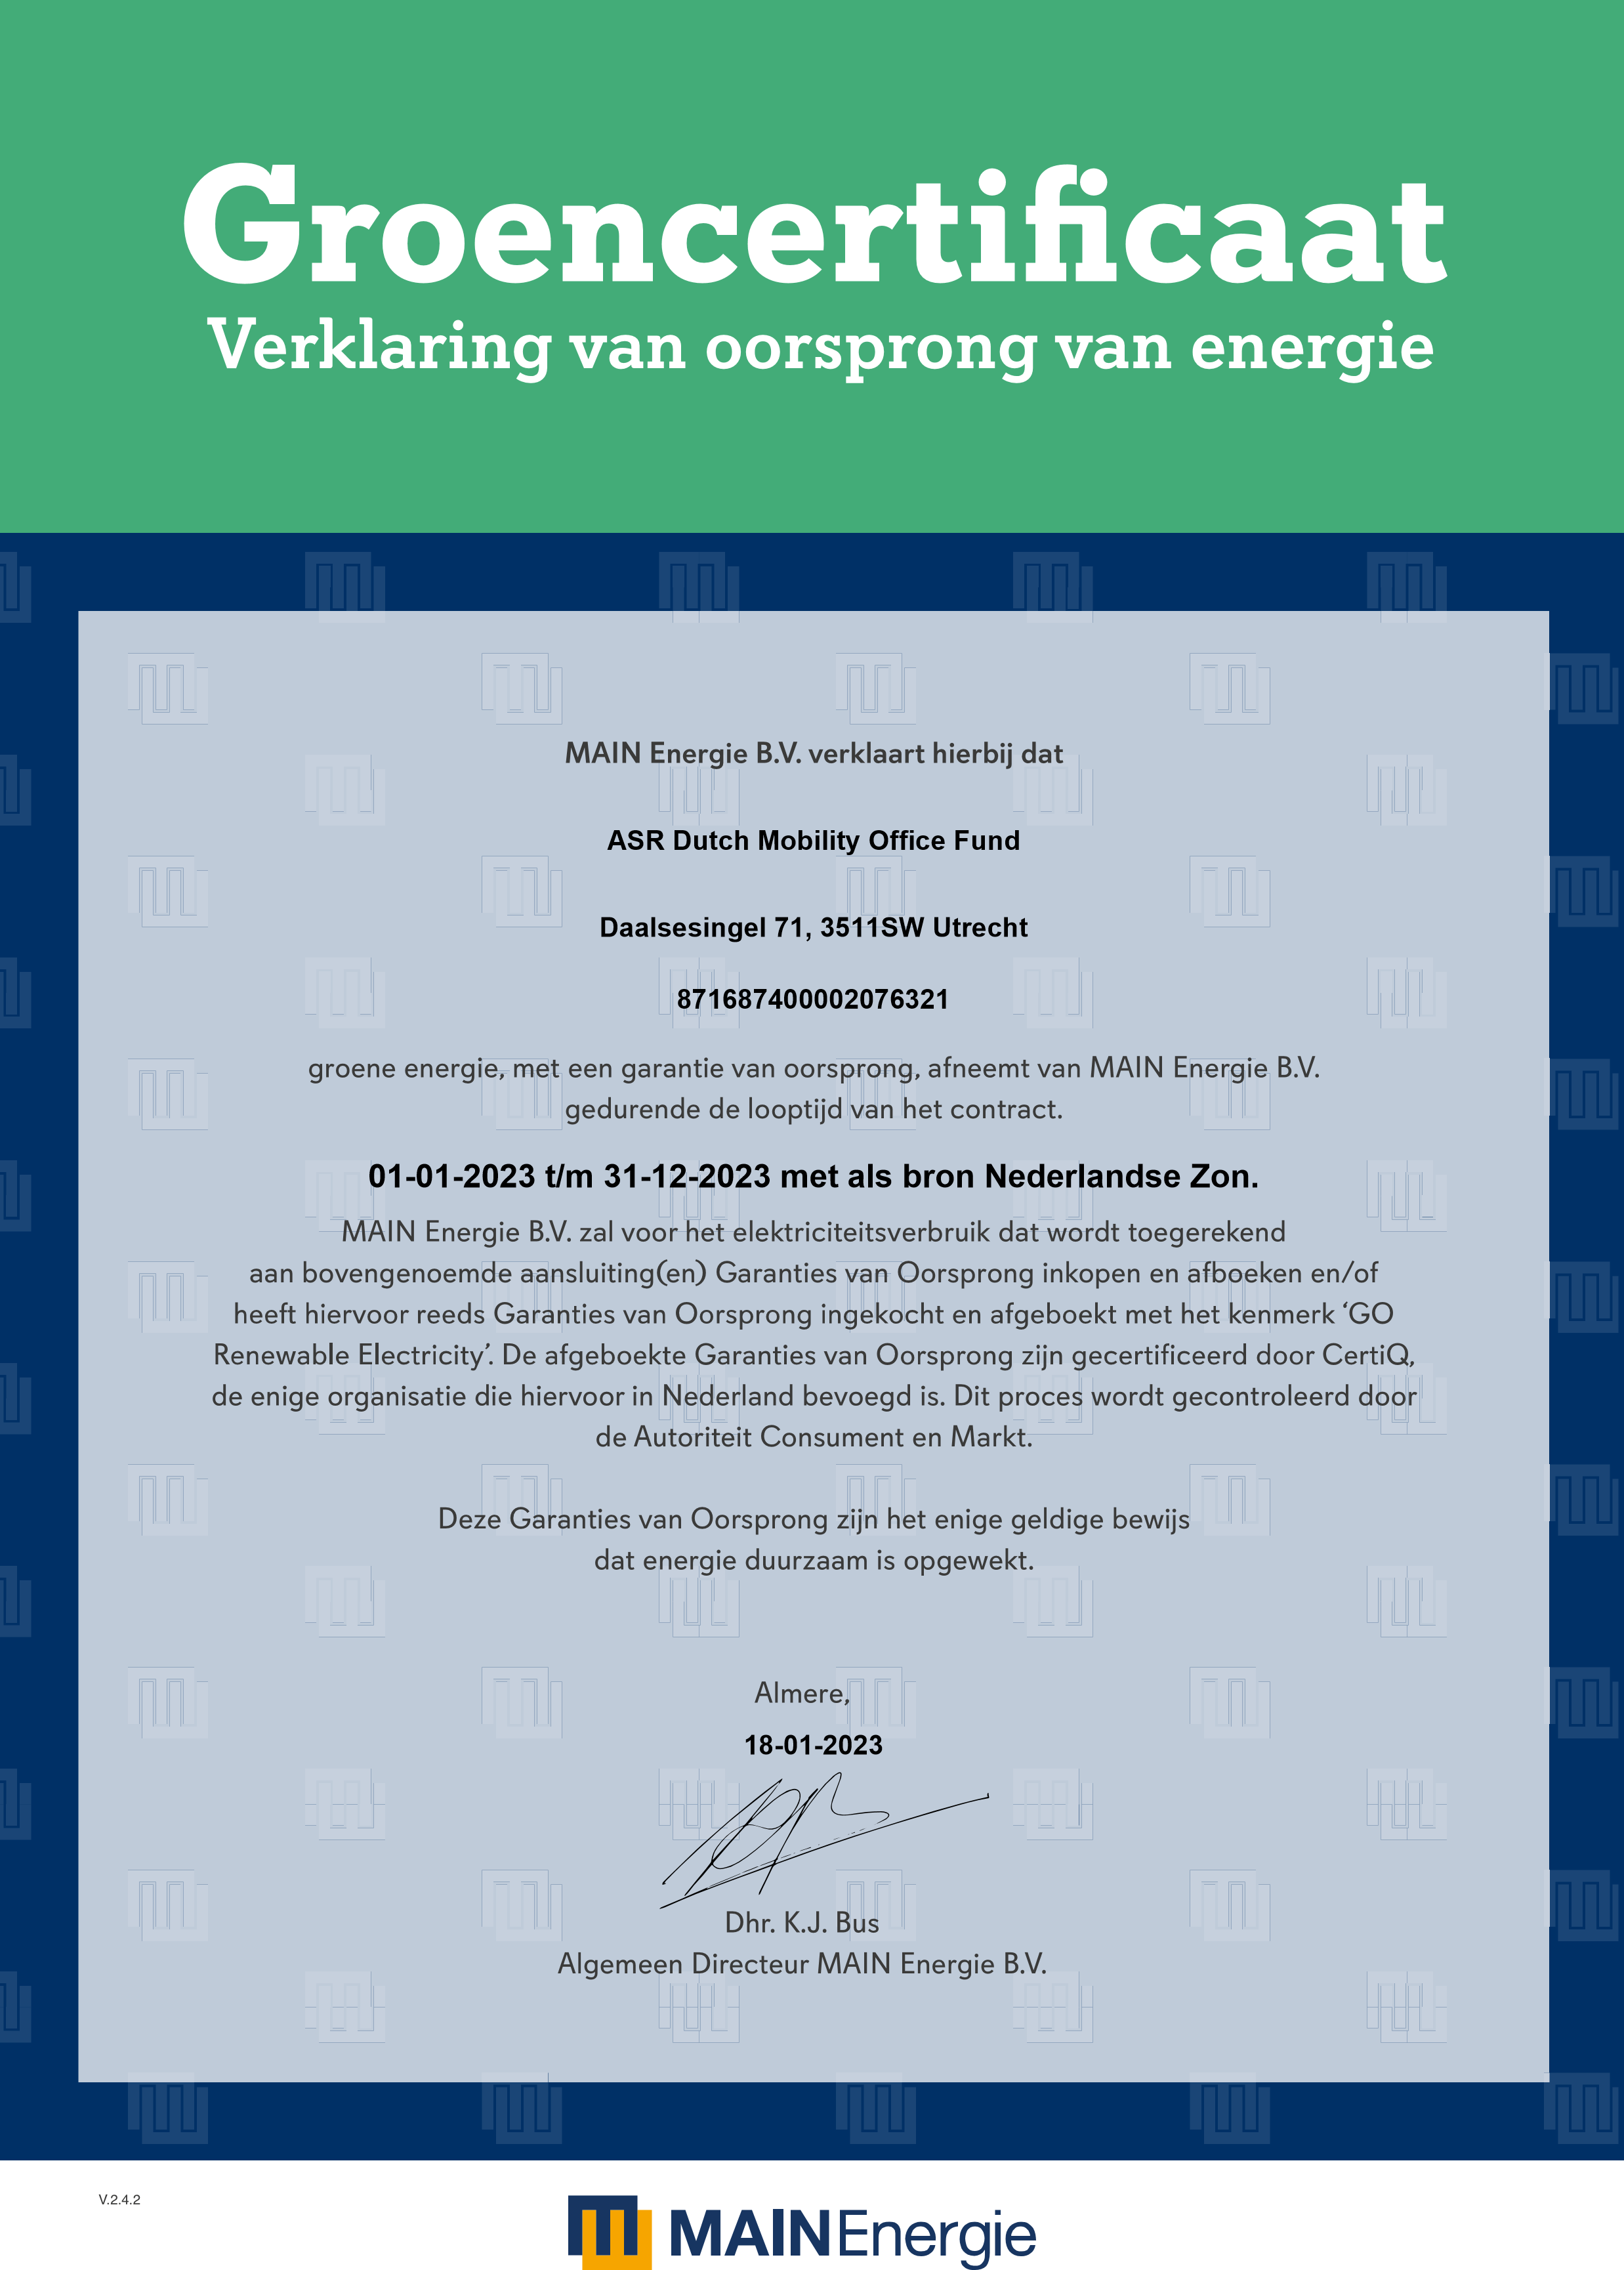 Groencertificaat
Verklaring van oorsprong van energie
MAIN Energie B.V. verklaart hierbij dat
ASR Dutch Mobility Office Fund
Daalsesingel 71, 3511SW Utrecht
871687400002076321
groene energie, met een garantie van oorsprong, afneemt van MAIN Energie B.V.
gedurende de looptijd van het contract.
01-01-2023 t/m 31-12-2023 met als bron Nederlandse Zon.
MAIN Energie B.V. zal voor het elektriciteitsverbruik dat wordt toegerekend
aan bovengenoemde aansluiting(en) Garanties van Oorsprong inkopen en afboeken en/of
heeft hiervoor reeds Garanties van Oorsprong ingekocht en afgeboekt met het kenmerk ‘GO
Renewable Electricity’. De afgeboekte Garanties van Oorsprong zijn gecertificeerd door CertiQ,
de enige organisatie die hiervoor in Nederland bevoegd is. Dit proces wordt gecontroleerd door
de Autoriteit Consument en Markt.
Deze Garanties van Oorsprong zijn het enige geldige bewijs
dat energie duurzaam is opgewekt.
Almere,
18-01-2023
Dhr. K.J. Bus
Algemeen Directeur MAIN Energie B.V.
V.2.4.2
MAINEnergie